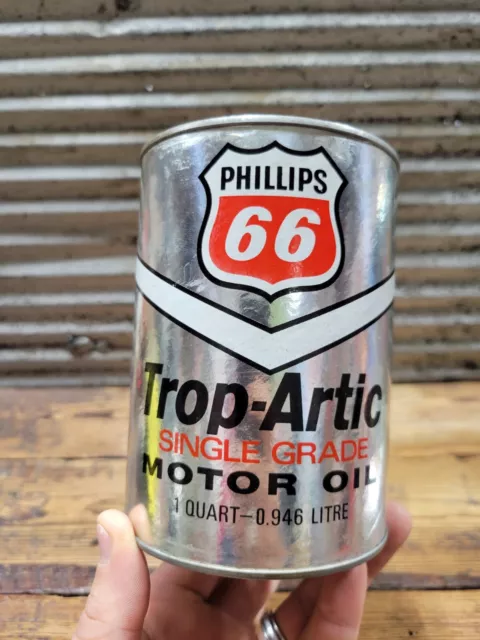 PHILLIPS
66
Trop-Artic
SINGLE GRADE
MOTOR OIL
1 QUART–0.946 LITRE